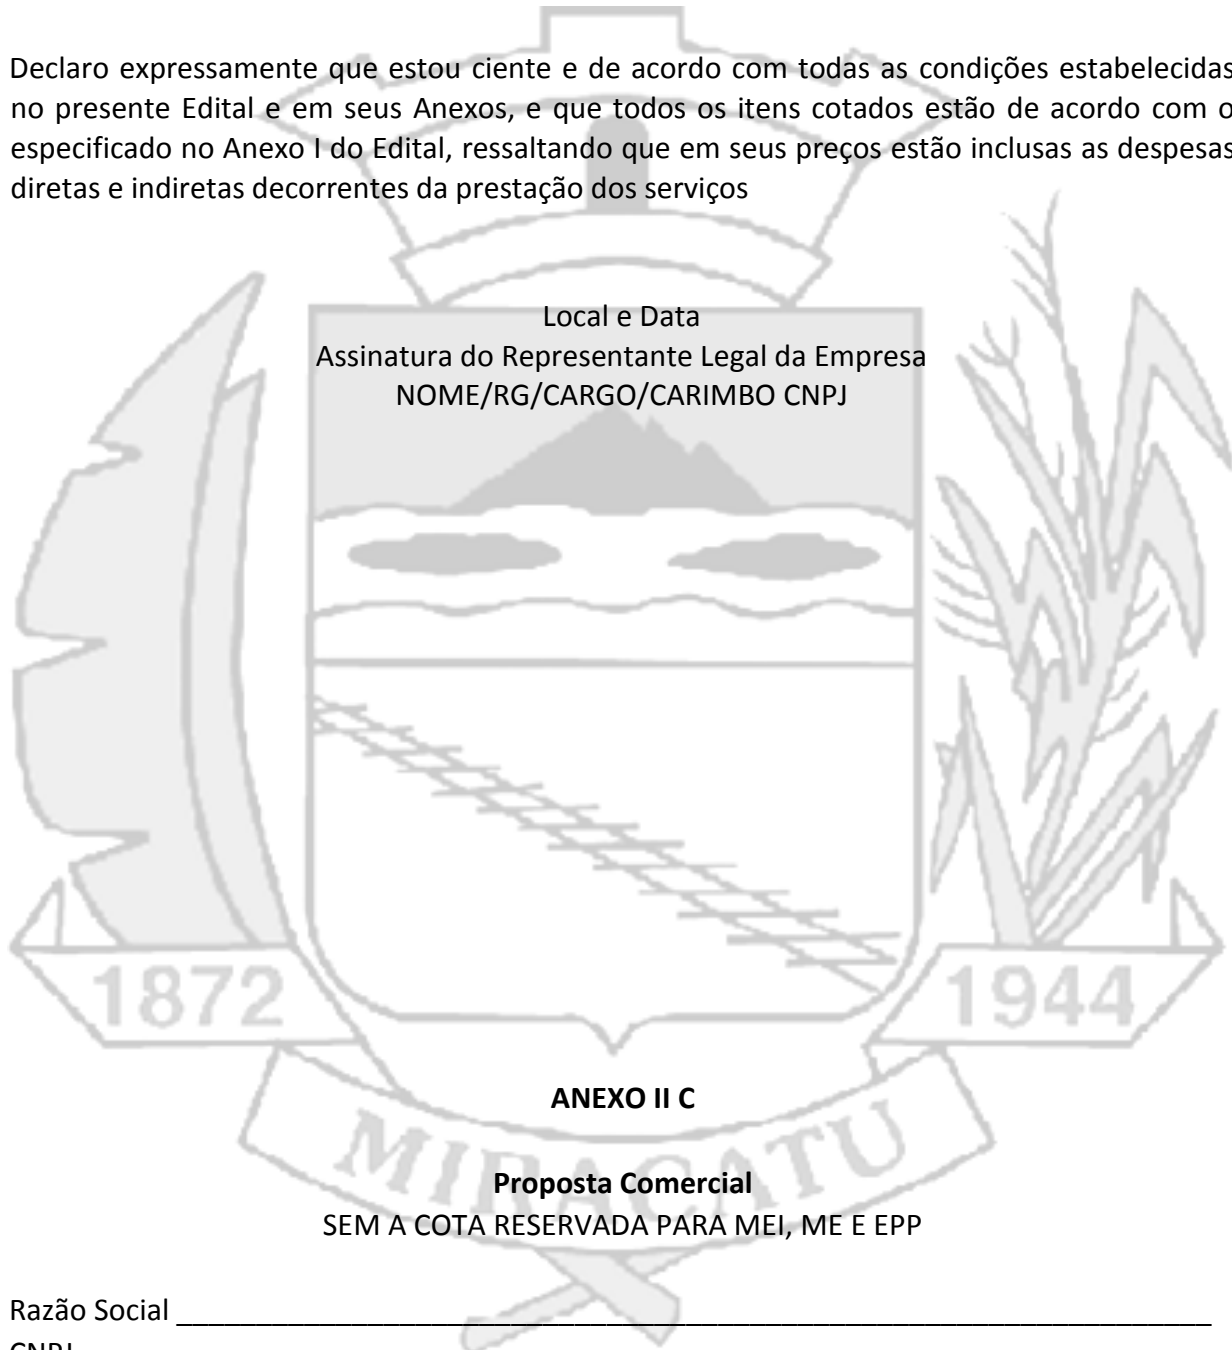 Declaro expressamente que estou ciente e de acordo com todas as condições estabelecidas
no presente Edital e em seus Anexos, e que todos os itens cotados estão de acordo com o
especificado no Anexo I do Edital, ressaltando que em seus preços estão inclusas as despesas
diretas e indiretas decorrentes da prestação dos serviços
Local e Data
Assinatura do Representante Legal da Empresa
NOME/RG/CARGO/CARIMBO CNPJ
1872
1944
ANEXO II C
MIRACATU
Proposta Comercial
SEM A COTA RESERVADA PARA MEI, ME E EPP
Razão Social ____________________________________________________________________
CNPJ